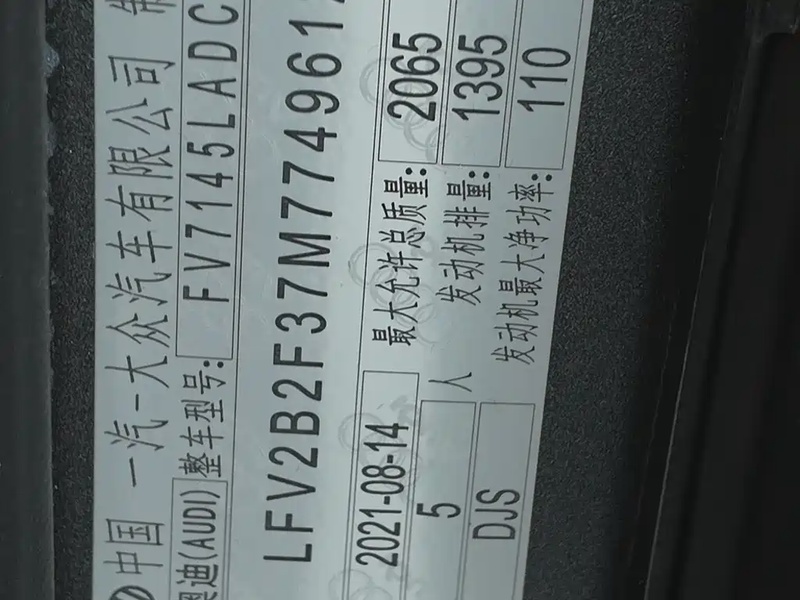 中国 一汽-大众汽车有限公司 制
奥迪(AUDI) 整车型号: FV7145LADC
LFV2B2F37M774961
2021-08-14 最大允许总质量: 2065
5 人 发动机排量: 1395
DJS 发动机最大净功率: 110